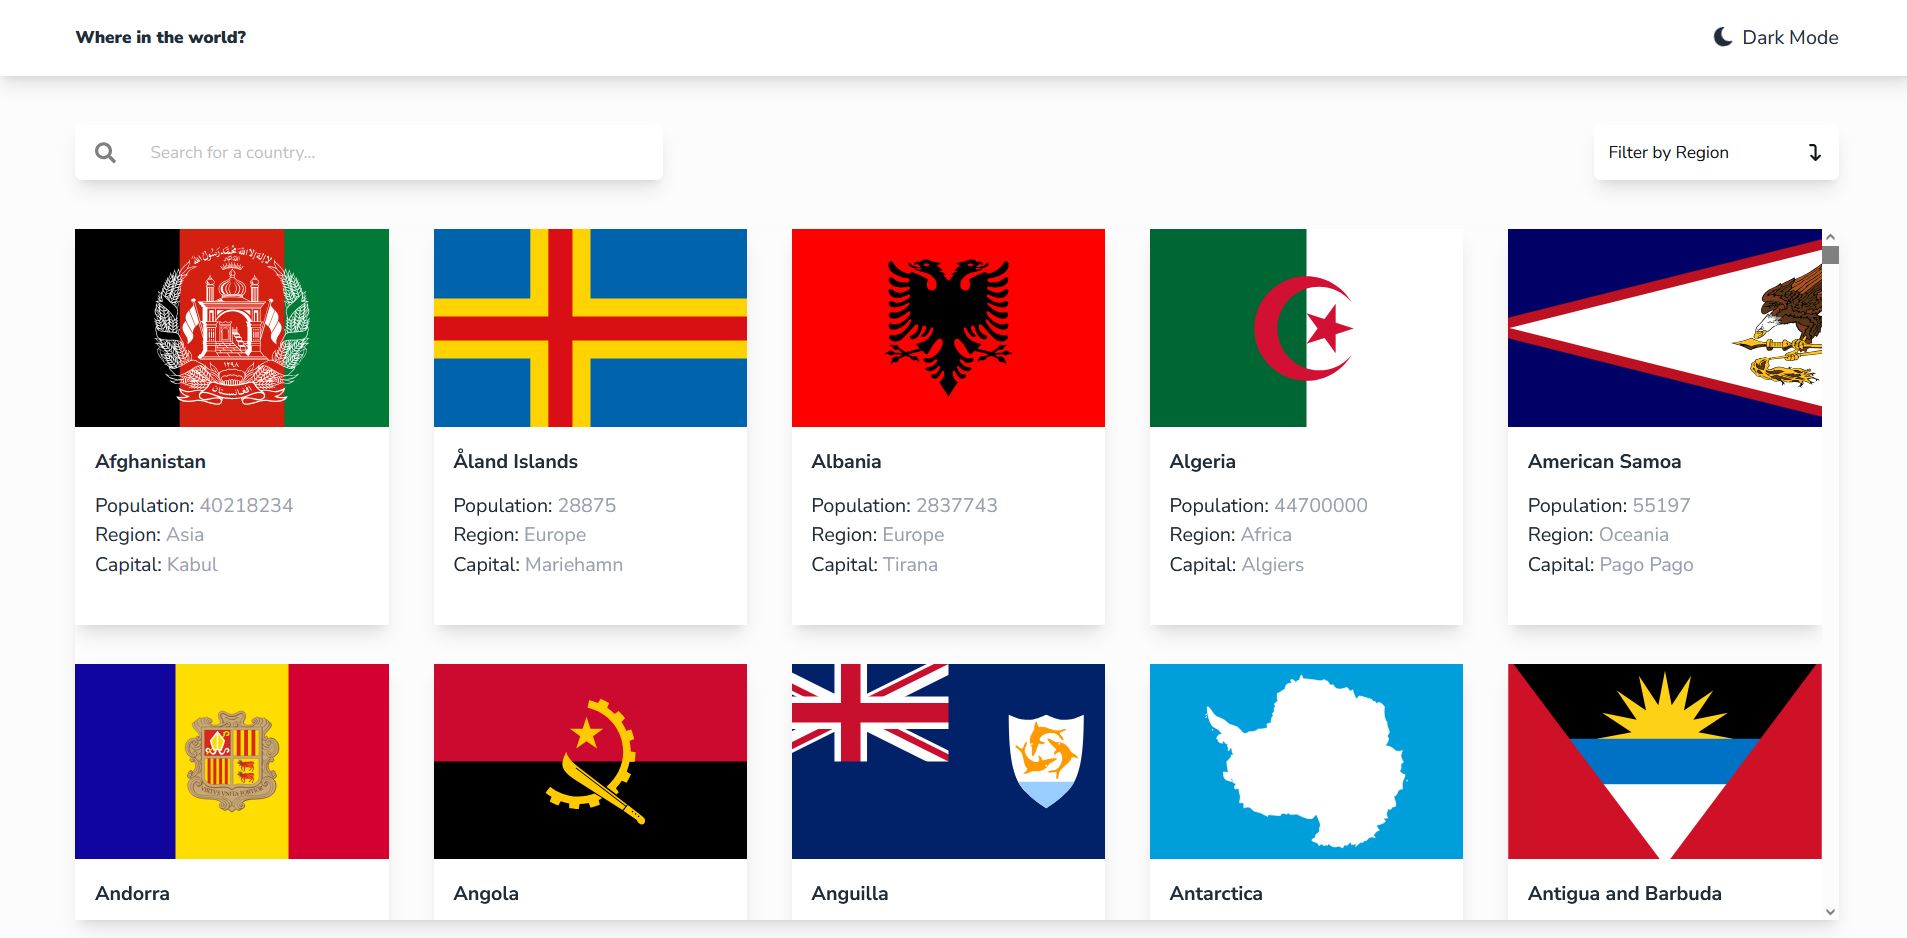 Where in the world?
Dark Mode
Search for a country...
Filter by Region
Afghanistan
Population: 40218234
Region: Asia
Capital: Kabul
Åland Islands
Population: 28875
Region: Europe
Capital: Mariehamn
Albania
Population: 2837743
Region: Europe
Capital: Tirana
Algeria
Population: 44700000
Region: Africa
Capital: Algiers
American Samoa
Population: 55197
Region: Oceania
Capital: Pago Pago
Andorra
Angola
Anguilla
Antarctica
Antigua and Barbuda